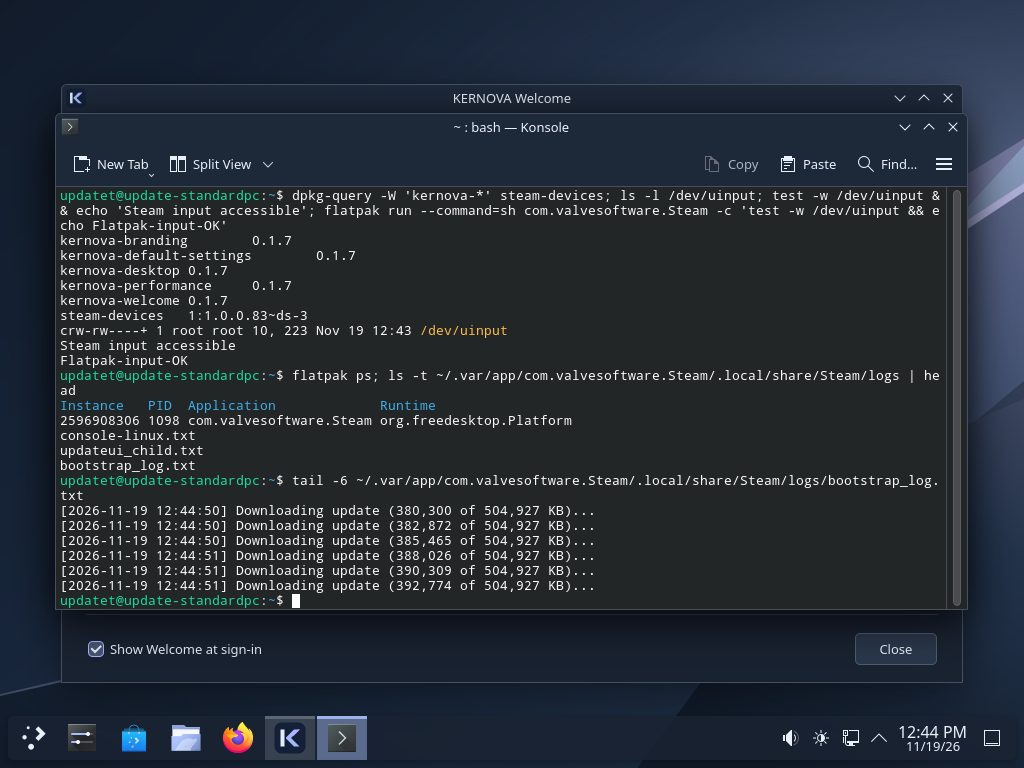 KERNOVA Welcome
~ : bash — Konsole
New Tab
Split View
Copy
Paste
Find...
updatet@update-standardpc:~$ dpkg-query -W 'kernova-*' steam-devices; ls -l /dev/uinput; test -w /dev/uinput &
& echo 'Steam input accessible'; flatpak run --command=sh com.valvesoftware.Steam -c 'test -w /dev/uinput && e
cho Flatpak-input-OK'
kernova-branding        0.1.7
kernova-default-settings        0.1.7
kernova-desktop 0.1.7
kernova-performance     0.1.7
kernova-welcome 0.1.7
steam-devices   1:1.0.0.83~ds-3
crw-rw----+ 1 root root 10, 223 Nov 19 12:43 /dev/uinput
Steam input accessible
Flatpak-input-OK
updatet@update-standardpc:~$ flatpak ps; ls -t ~/.var/app/com.valvesoftware.Steam/.local/share/Steam/logs | he
ad
Instance   PID  Application             Runtime
2596908306 1098 com.valvesoftware.Steam org.freedesktop.Platform
console-linux.txt
updateui_child.txt
bootstrap_log.txt
updatet@update-standardpc:~$ tail -6 ~/.var/app/com.valvesoftware.Steam/.local/share/Steam/logs/bootstrap_log.
txt
[2026-11-19 12:44:50] Downloading update (380,300 of 504,927 KB)...
[2026-11-19 12:44:50] Downloading update (382,872 of 504,927 KB)...
[2026-11-19 12:44:50] Downloading update (385,465 of 504,927 KB)...
[2026-11-19 12:44:51] Downloading update (388,026 of 504,927 KB)...
[2026-11-19 12:44:51] Downloading update (390,309 of 504,927 KB)...
[2026-11-19 12:44:51] Downloading update (392,774 of 504,927 KB)...
updatet@update-standardpc:~$
Show Welcome at sign-in
Close
12:44 PM
11/19/26